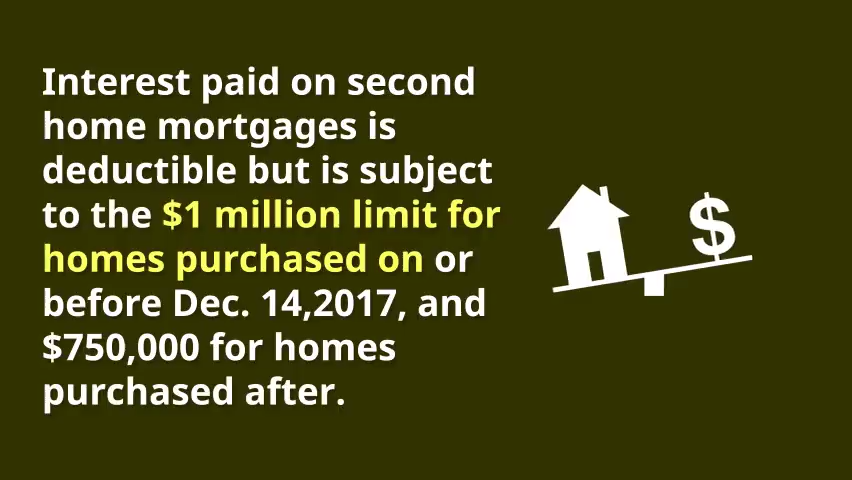 Interest paid on second
home mortgages is
deductible but is subject
to the $1 million limit for
homes purchased on or
before Dec. 14,2017, and
$750,000 for homes
purchased after.
$